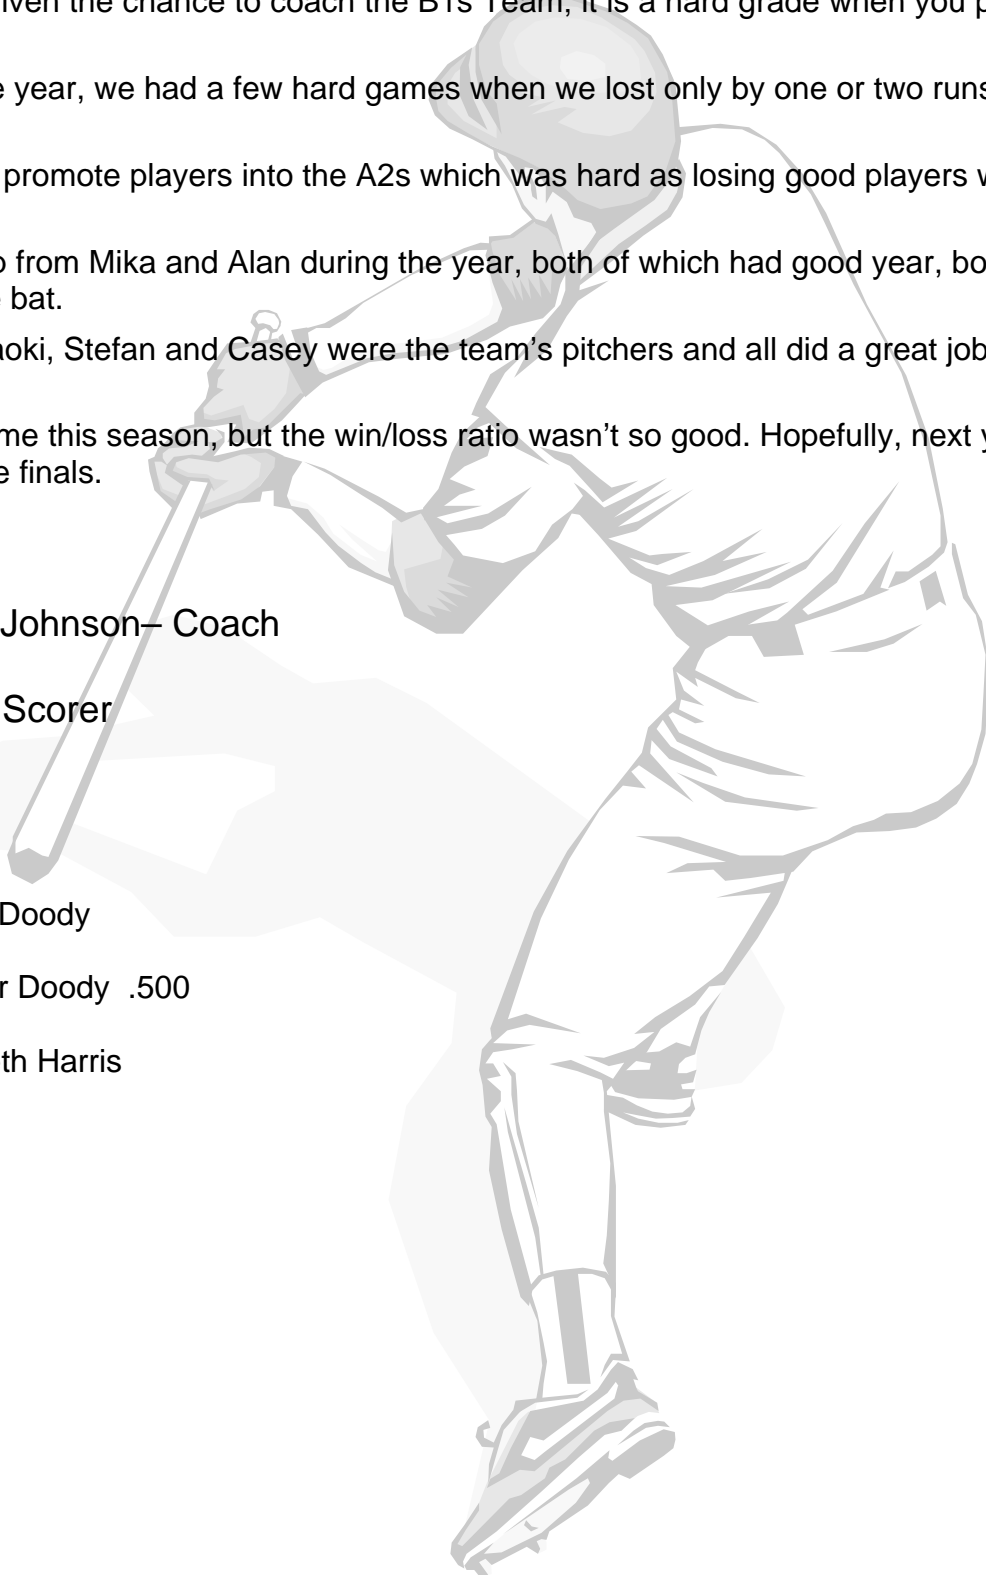 iven the chance to coach the B1s Team, it is a hard grade when you p
e year, we had a few hard games when we lost only by one or two runs
promote players into the A2s which was hard as losing good players w
o from Mika and Alan during the year, both of which had good year, bo
e bat.
aoki, Stefan and Casey were the team’s pitchers and all did a great job
me this season, but the win/loss ratio wasn’t so good. Hopefully, next y
e finals.
Johnson– Coach
Scorer
Doody
r Doody .500
th Harris